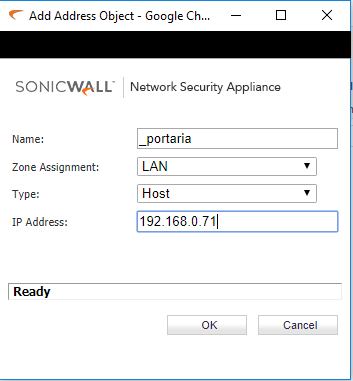 Add Address Object - Google Ch...
SONICWALL Network Security Appliance
Name: _portaria
Zone Assignment: LAN
Type: Host
IP Address: 192.168.0.71
Ready
OK Cancel